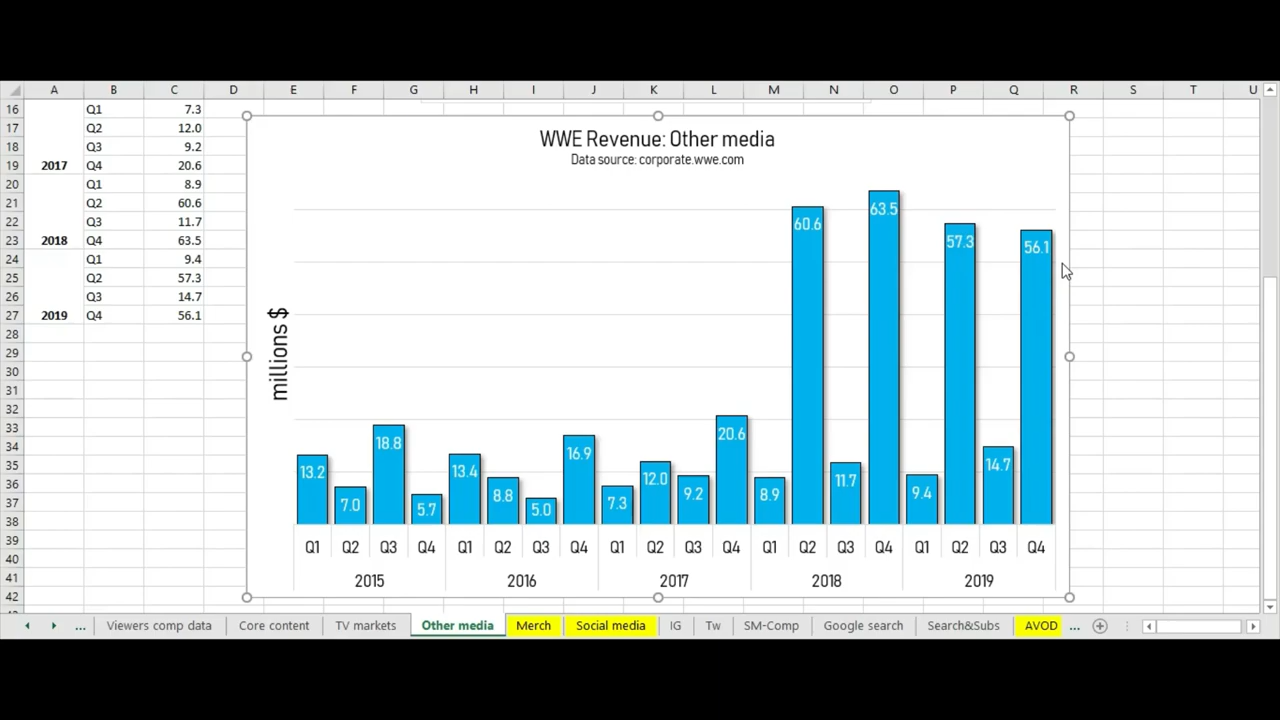 A B C D E F G H I J K L M N O P Q R S T U
16 Q1 7.3
17 Q2 12.0
18 Q3 9.2
19 2017 Q4 20.6
20 Q1 8.9
21 Q2 60.6
22 Q3 11.7
23 2018 Q4 63.5
24 Q1 9.4
25 Q2 57.3
26 Q3 14.7
27 2019 Q4 56.1
28
29
30
31
32
33
34
35
36
37
38
39
40
41
42
WWE Revenue: Other media
Data source: corporate.wwe.com
millions $
13.2 7.0 18.8 5.7 13.4 8.8 5.0 16.9 7.3 12.0 9.2 20.6 8.9 60.6 11.7 63.5 9.4 57.3 14.7 56.1
Q1 Q2 Q3 Q4 Q1 Q2 Q3 Q4 Q1 Q2 Q3 Q4 Q1 Q2 Q3 Q4 Q1 Q2 Q3 Q4
2015 2016 2017 2018 2019
... Viewers comp data Core content TV markets Other media Merch Social media IG Tw SM-Comp Google search Search&Subs AVOD ...